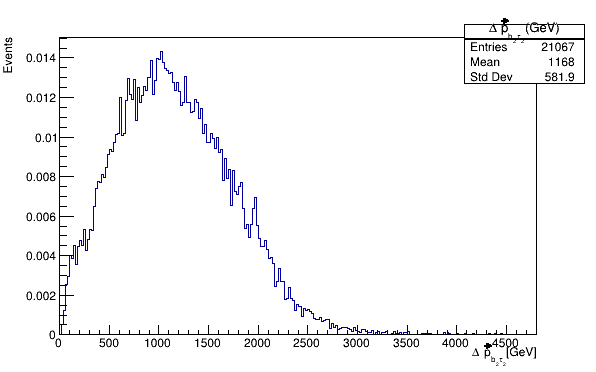 Δ p⃗_{b₂τ₂} (GeV)
Entries 21067
Mean 1168
Std Dev 581.9
Events
0.014
0.012
0.01
0.008
0.006
0.004
0.002
0
0 500 1000 1500 2000 2500 3000 3500 4000 4500
Δ p⃗_{b₂τ₂} [GeV]